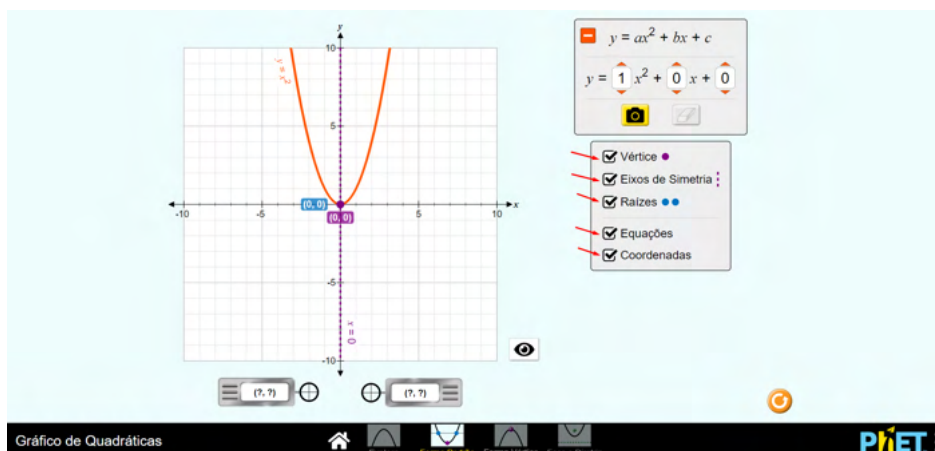 y
10
y = x²
5
(0, 0)
(0, 0)
-10
-5
5
10
x
-5
x = 0
-10
(?, ?)
(?, ?)
y = ax² + bx + c
y = 1 x² + 0 x + 0
Vértice
Eixos de Simetria
Raízes
Equações
Coordenadas
Gráfico de Quadráticas
PhET